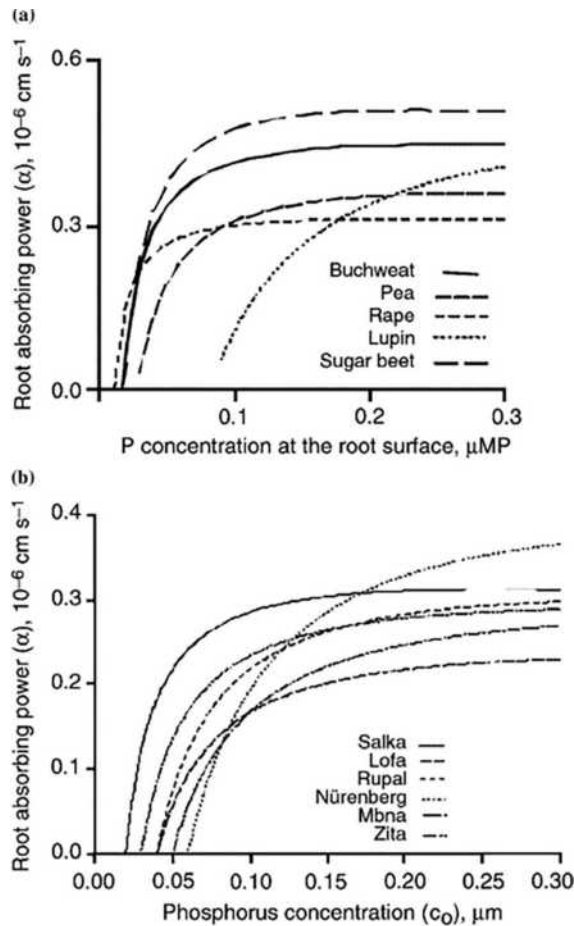 (a)
0.6
0.3
0.0
Root absorbing power (α), 10⁻⁶ cm s⁻¹
Buchweat
Pea
Rape
Lupin
Sugar beet
0.1 0.2 0.3
P concentration at the root surface, μMP
(b)
0.4
0.3
0.2
0.1
0.0
Root absorbing power (α), 10⁻⁶ cm s⁻¹
Salka
Lofa
Rupal
Nürenberg
Mbna
Zita
0.00 0.05 0.10 0.15 0.20 0.25 0.30
Phosphorus concentration (c₀), μm